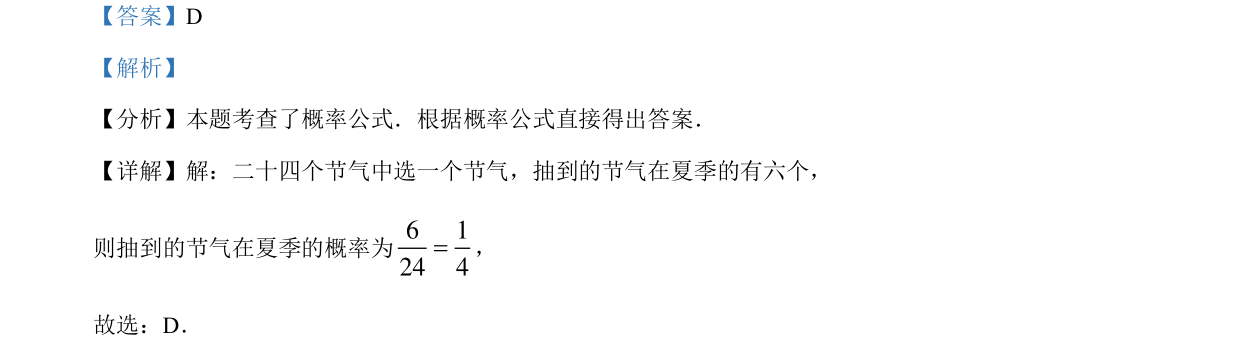 【答案】D
【解析】
【分析】本题考查了概率公式．根据概率公式直接得出答案．
【详解】解：二十四个节气中选一个节气，抽到的节气在夏季的有六个，
则抽到的节气在夏季的概率为 6/24 = 1/4，
故选：D．